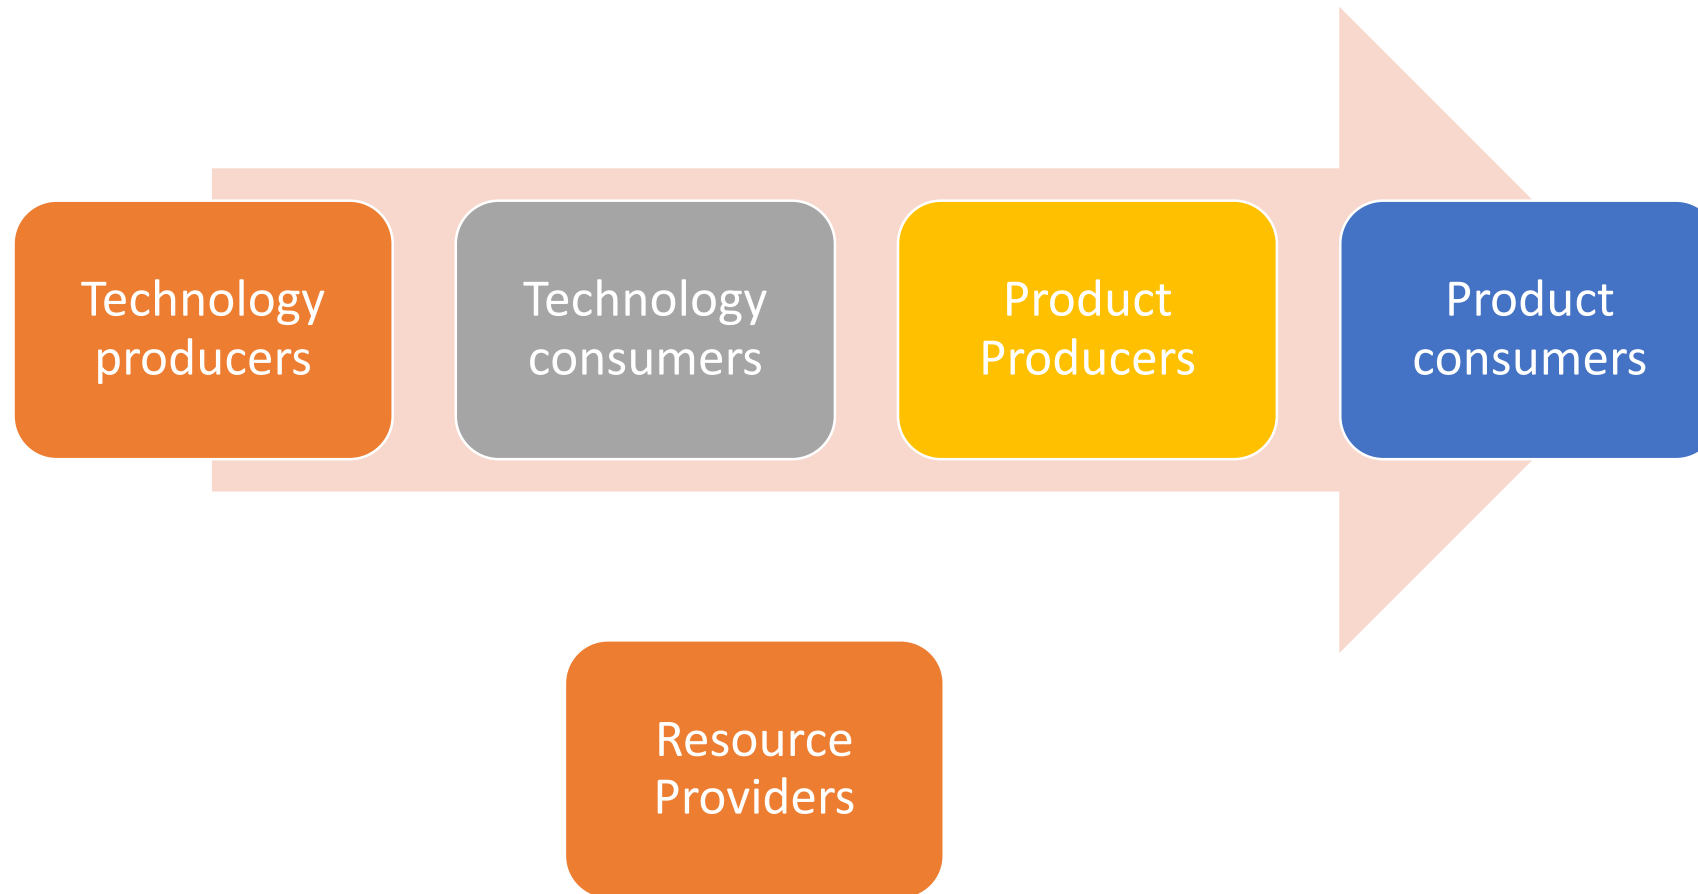 Technology
producers
Technology
consumers
Product
Producers
Product
consumers
Resource
Providers